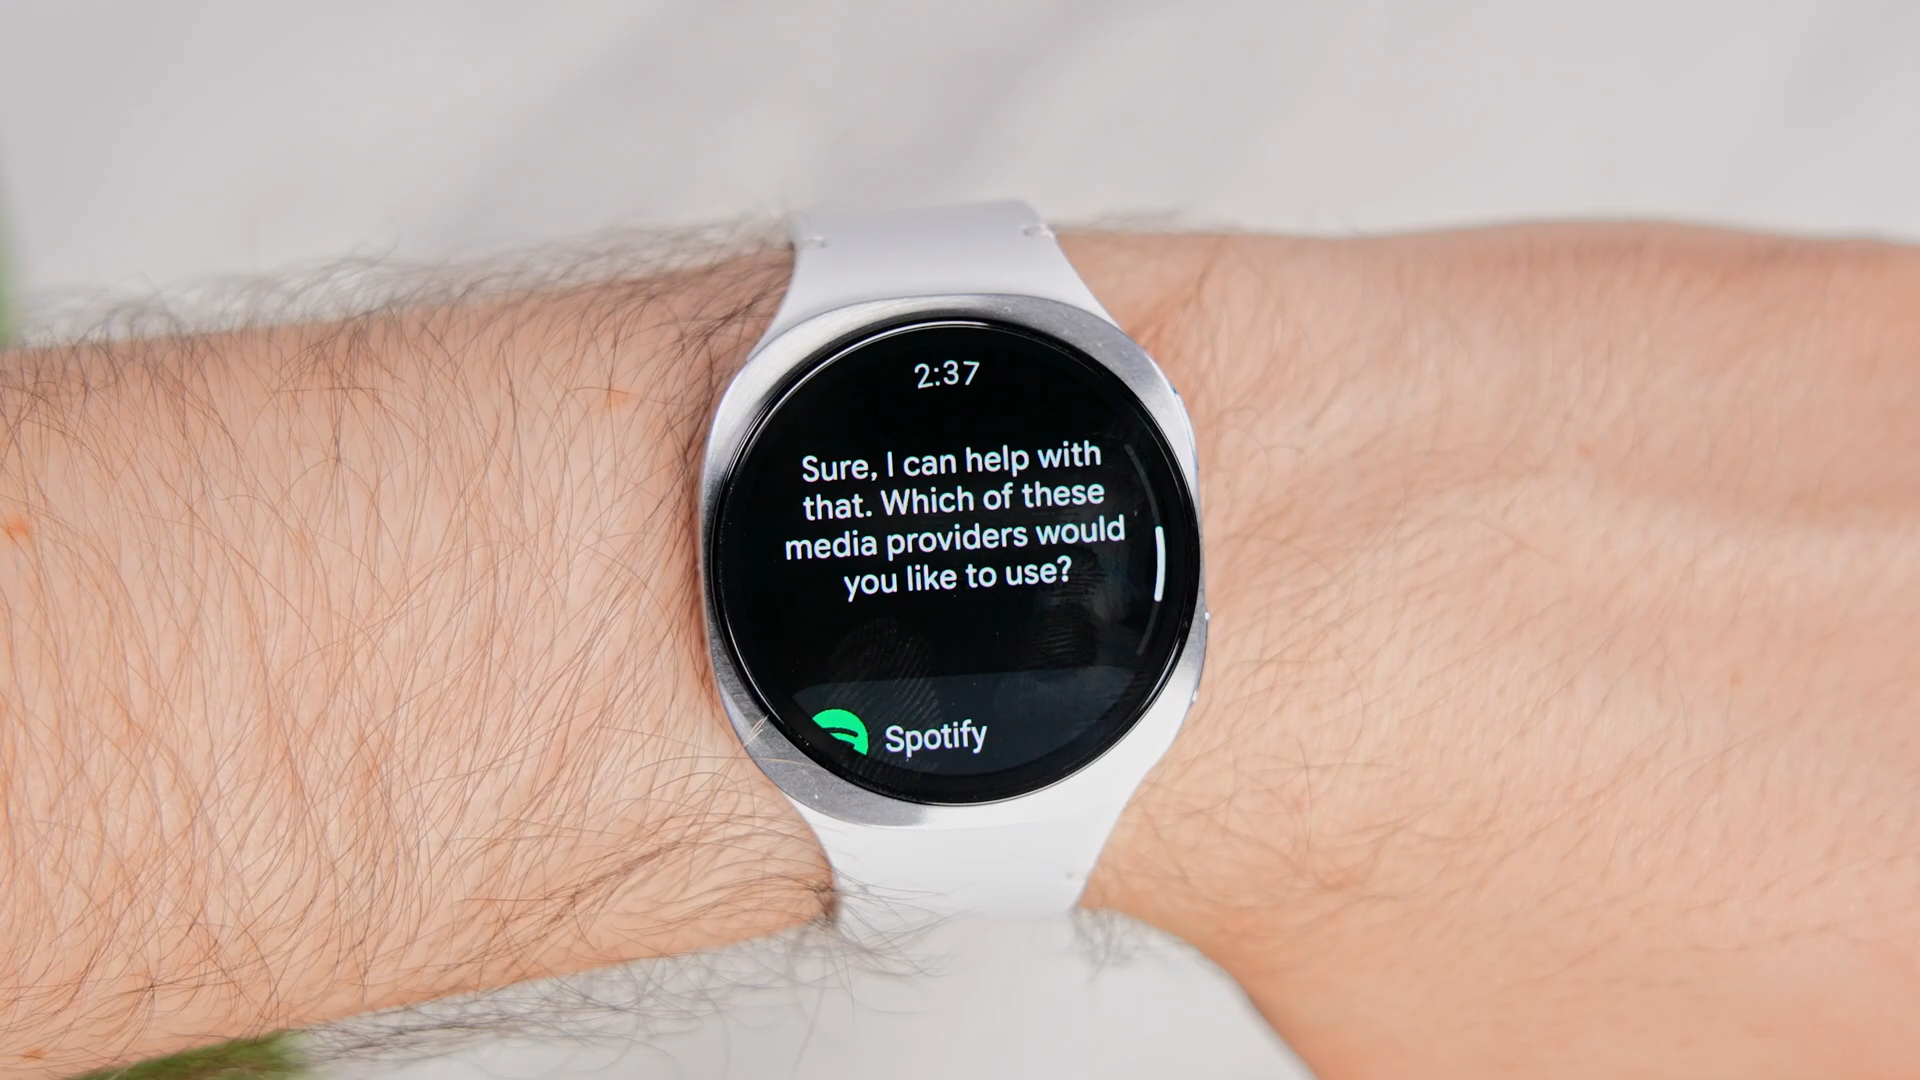 2:37
Sure, I can help with
that. Which of these
media providers would
you like to use?
Spotify